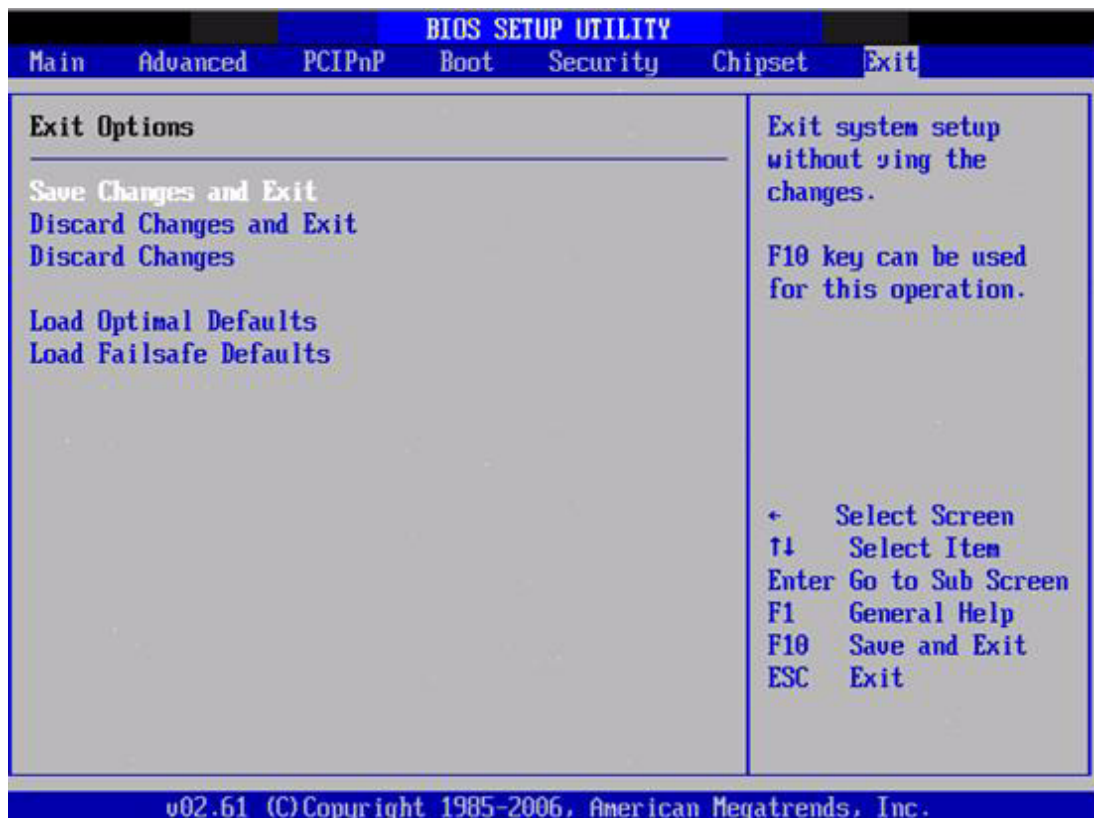 BIOS SETUP UTILITY
Main Advanced PCIPnP Boot Security Chipset Exit
Exit Options
Save Changes and Exit
Discard Changes and Exit
Discard Changes
Load Optimal Defaults
Load Failsafe Defaults
Exit system setup
without ving the
changes.
F10 key can be used
for this operation.
← Select Screen
↑↓ Select Item
Enter Go to Sub Screen
F1 General Help
F10 Save and Exit
ESC Exit
v02.61 (C)Copyright 1985-2006, American Megatrends, Inc.